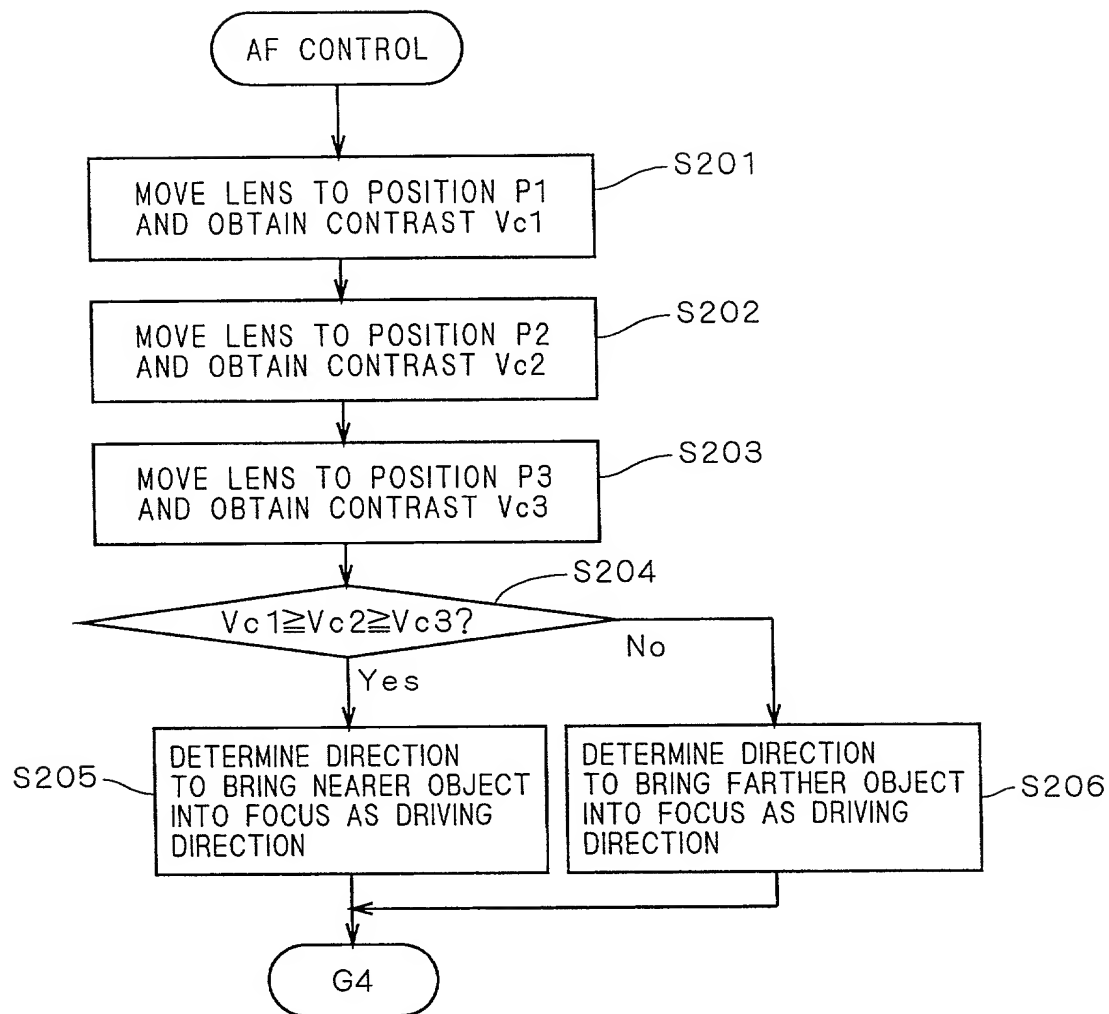 AF CONTROL
S201
MOVE LENS TO POSITION P1
AND OBTAIN CONTRAST Vc1
S202
MOVE LENS TO POSITION P2
AND OBTAIN CONTRAST Vc2
S203
MOVE LENS TO POSITION P3
AND OBTAIN CONTRAST Vc3
S204
Vc1≧Vc2≧Vc3?
No
Yes
S205
DETERMINE DIRECTION
TO BRING NEARER OBJECT
INTO FOCUS AS DRIVING
DIRECTION
DETERMINE DIRECTION
TO BRING FARTHER OBJECT
INTO FOCUS AS DRIVING
DIRECTION
S206
G4